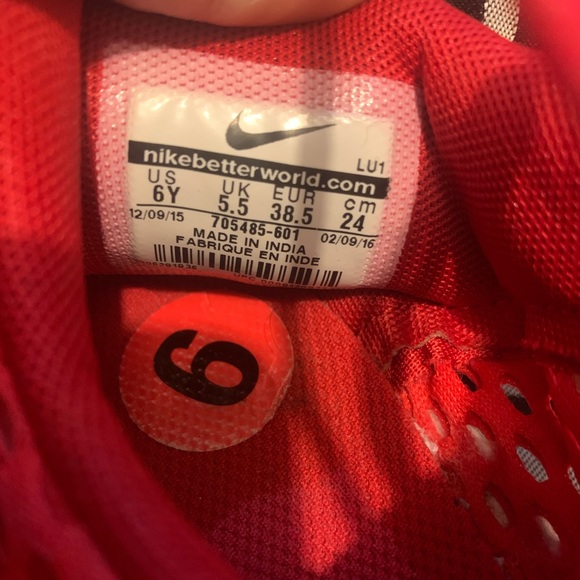 nikebetterworld.com
LU1
US UK EUR cm
6Y 5.5 38.5 24
12/09/15 705485-601 02/09/16
MADE IN INDIA
FABRIQUE EN INDE
6